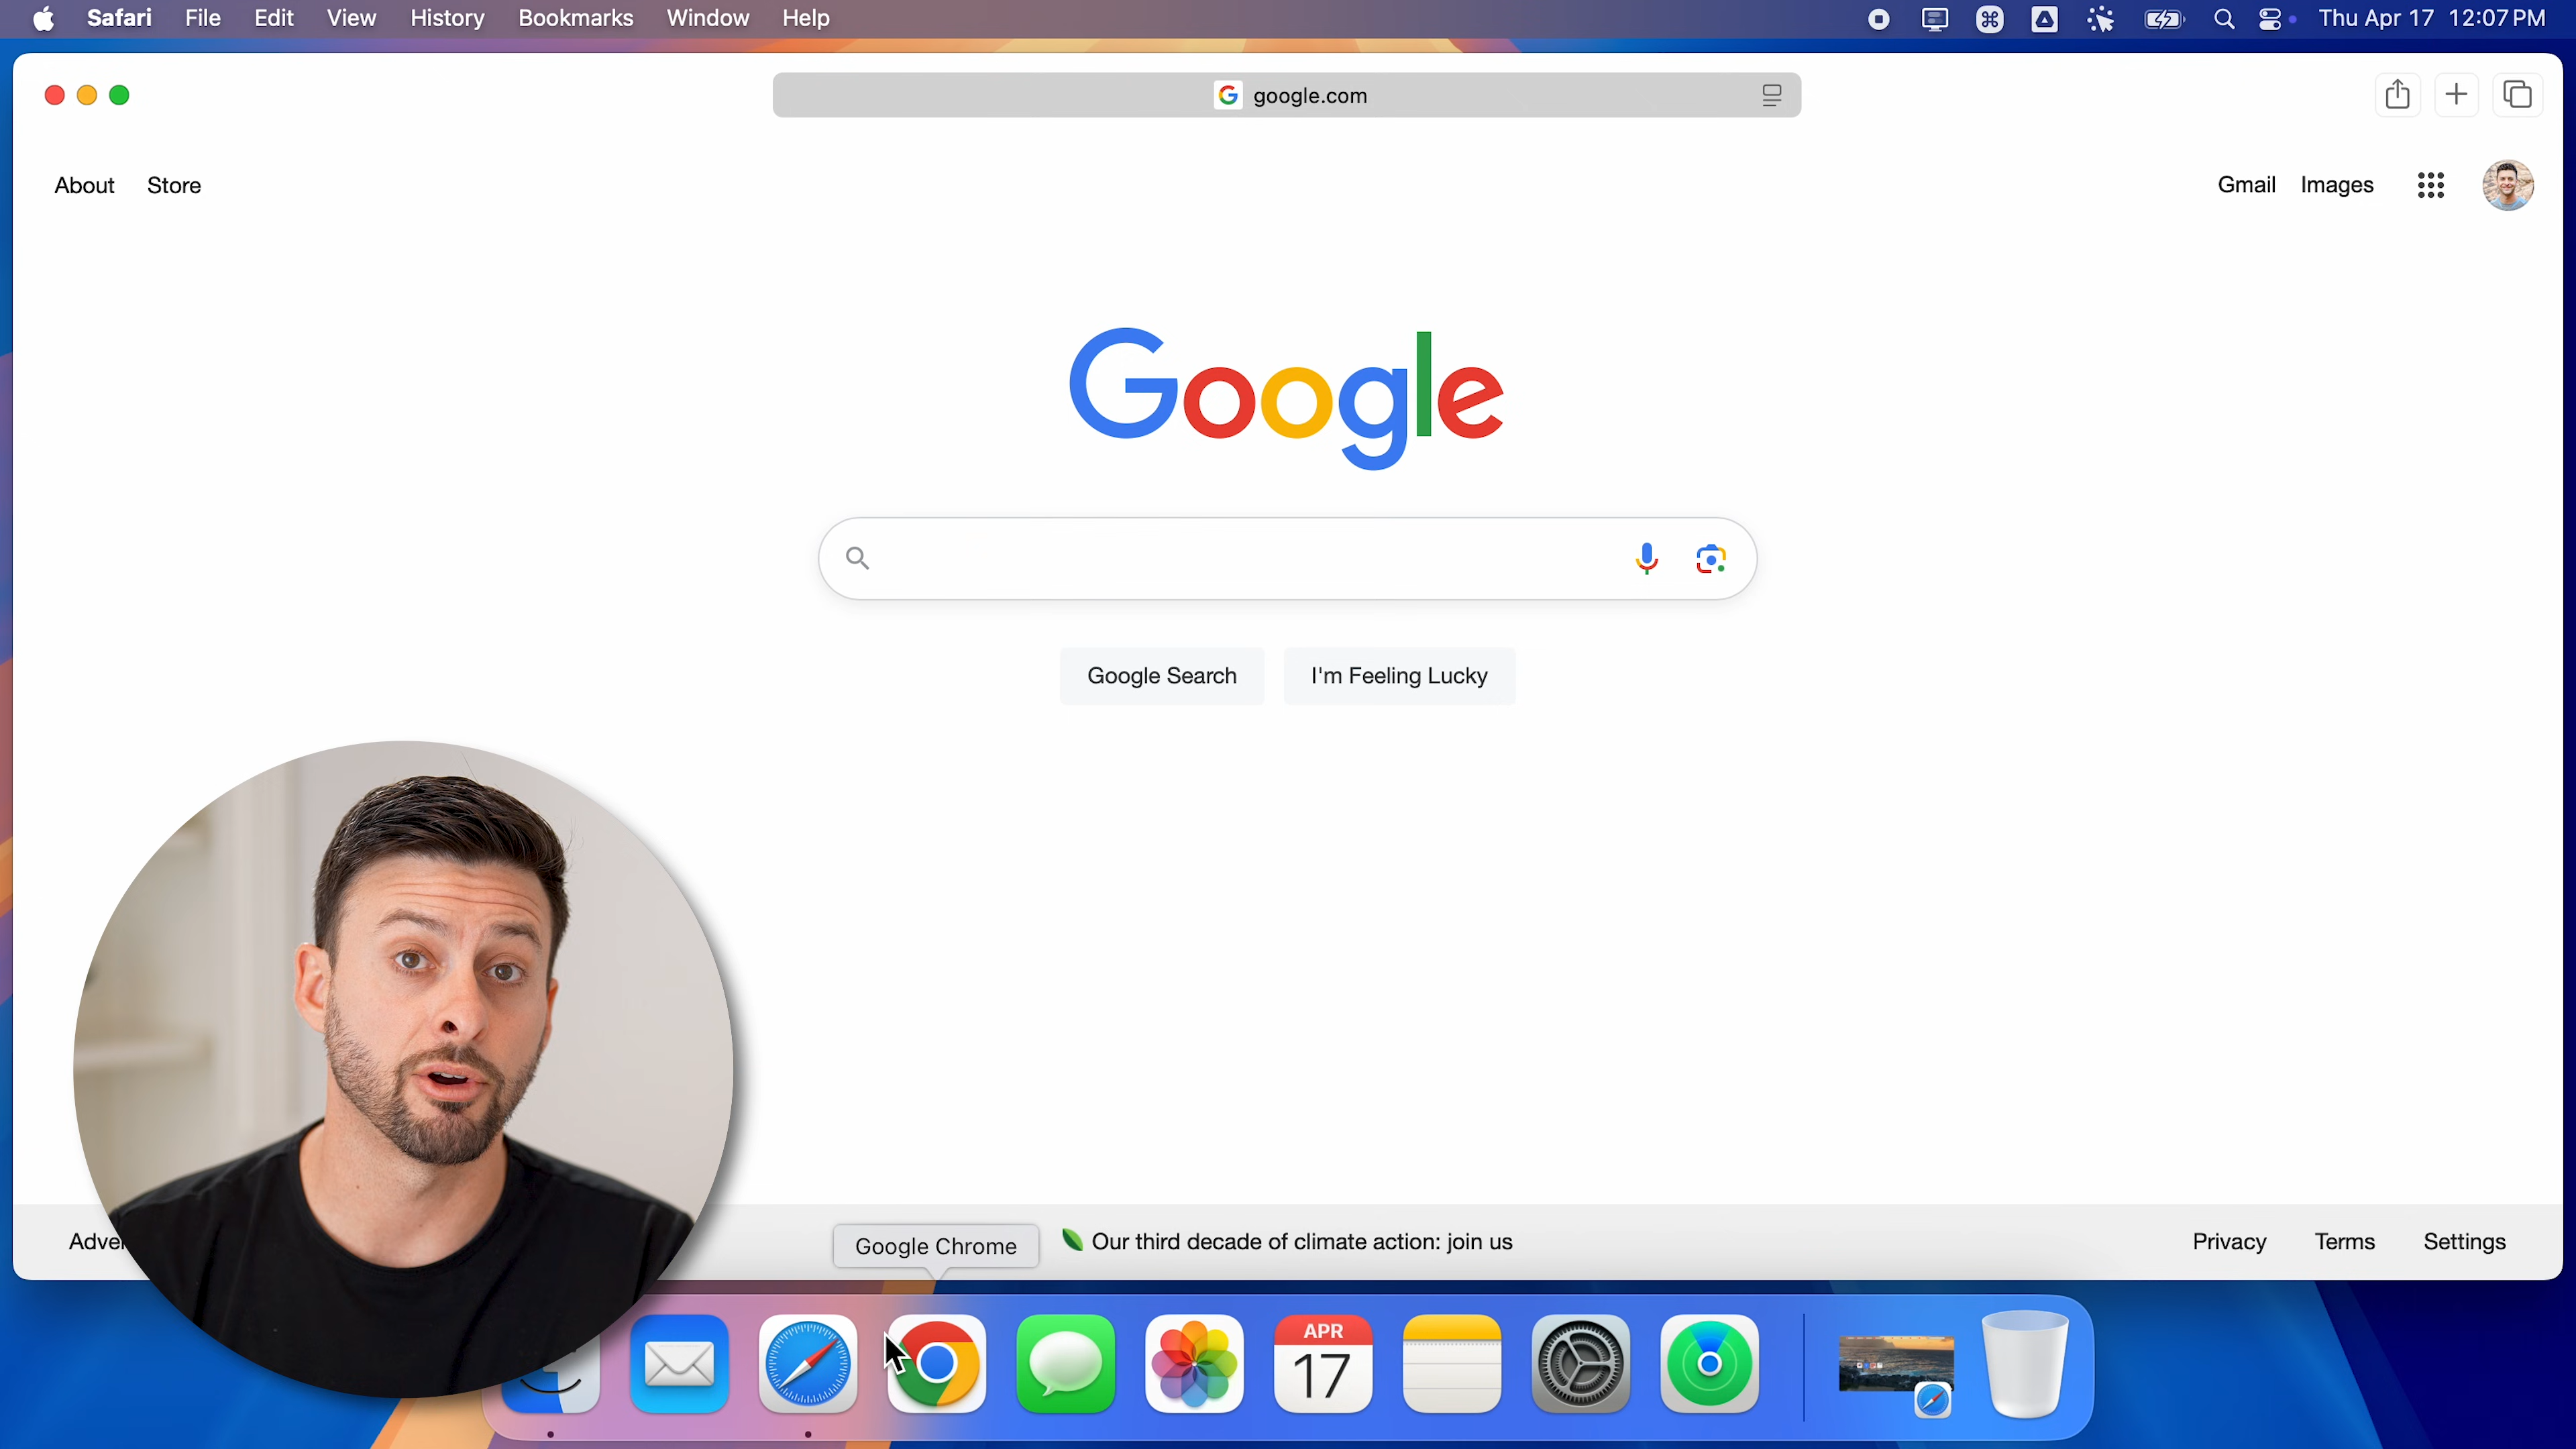 Safari File Edit View History Bookmarks Window Help Thu Apr 17 12:07 PM
google.com
About Store Gmail Images
Google
Google Search I'm Feeling Lucky
Google Chrome Our third decade of climate action: join us Privacy Terms Settings
APR
17